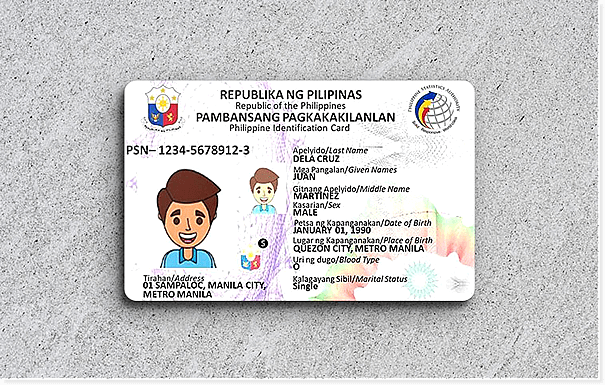 REPUBLIKA NG PILIPINAS
Republic of the Philippines
PAMBANSANG PAGKAKAKILANLAN
Philippine Identification Card
PHILIPPINE STATISTICS AUTHORITY
PSN– 1234-5678912-3
Apelyido/Last Name
DELA CRUZ
Mga Pangalan/Given Names
JUAN
Gitnang Apelyido/Middle Name
MARTINEZ
Kasarian/Sex
MALE
Petsa ng Kapanganakan/Date of Birth
JANUARY 01, 1990
Lugar ng Kapanganakan/Place of Birth
QUEZON CITY, METRO MANILA
Uri ng dugo/Blood Type
O
Kalagayang Sibil/Marital Status
Single
S
Tirahan/Address
01 SAMPALOC, MANILA CITY,
METRO MANILA